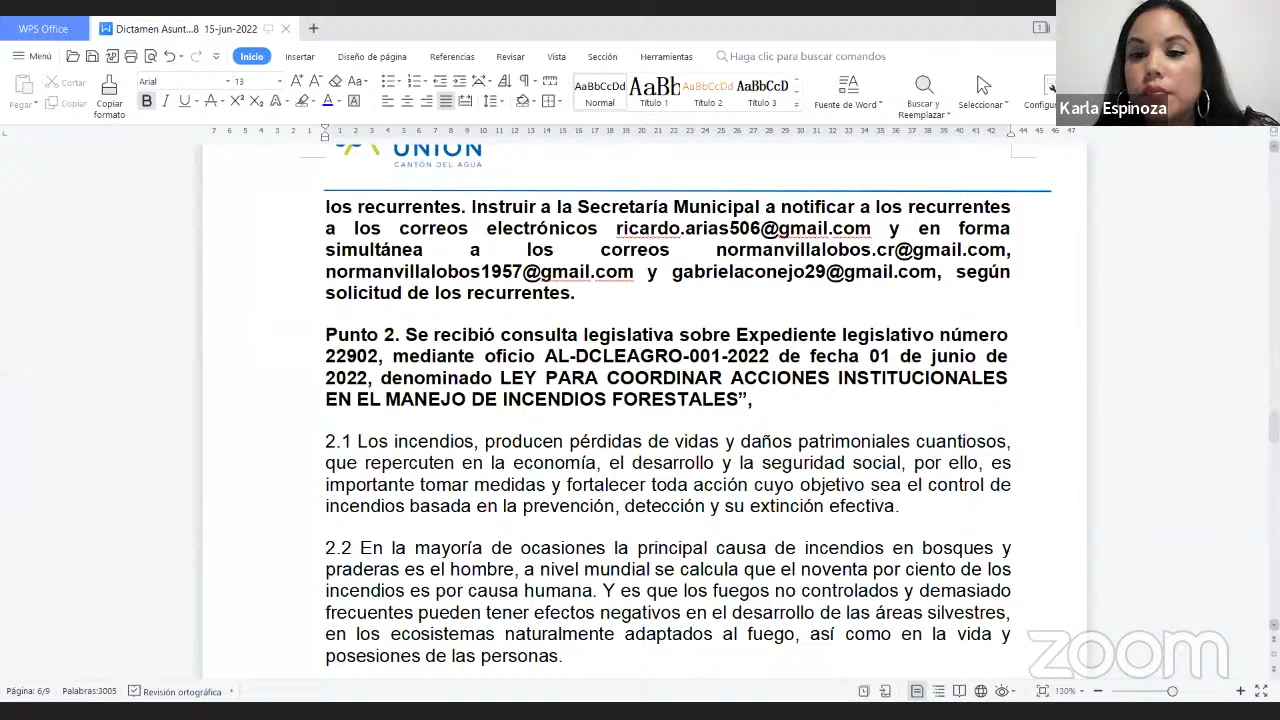 WPS Office
Dictamen Asunt...8 15-jun-2022
Menú
Inicio
Insertar
Diseño de página
Referencias
Revisar
Vista
Sección
Herramientas
Haga clic para buscar comandos
Pegar
Cortar
Copiar
Copiar formato
Arial
13
AaBbCcDd
Normal
AaBb
Título 1
AaBbCcDd
Título 2
AaBbCcD
Título 3
Fuente de Word
Buscar y Reemplazar
Seleccionar
Configur
Karla Espinoza
UNIÓN
CANTÓN DEL AGUA
los recurrentes. Instruir a la Secretaría Municipal a notificar a los recurrentes
a los correos electrónicos ricardo.arias506@gmail.com y en forma
simultánea a los correos normanvillalobos.cr@gmail.com,
normanvillalobos1957@gmail.com y gabrielaconejo29@gmail.com, según
solicitud de los recurrentes.
Punto 2. Se recibió consulta legislativa sobre Expediente legislativo número
22902, mediante oficio AL-DCLEAGRO-001-2022 de fecha 01 de junio de
2022, denominado LEY PARA COORDINAR ACCIONES INSTITUCIONALES
EN EL MANEJO DE INCENDIOS FORESTALES”,
2.1 Los incendios, producen pérdidas de vidas y daños patrimoniales cuantiosos,
que repercuten en la economía, el desarrollo y la seguridad social, por ello, es
importante tomar medidas y fortalecer toda acción cuyo objetivo sea el control de
incendios basada en la prevención, detección y su extinción efectiva.
2.2 En la mayoría de ocasiones la principal causa de incendios en bosques y
praderas es el hombre, a nivel mundial se calcula que el noventa por ciento de los
incendios es por causa humana. Y es que los fuegos no controlados y demasiado
frecuentes pueden tener efectos negativos en el desarrollo de las áreas silvestres,
en los ecosistemas naturalmente adaptados al fuego, así como en la vida y
posesiones de las personas.
zoom
Página: 6/9
Palabras:3005
Revisión ortográfica
130%